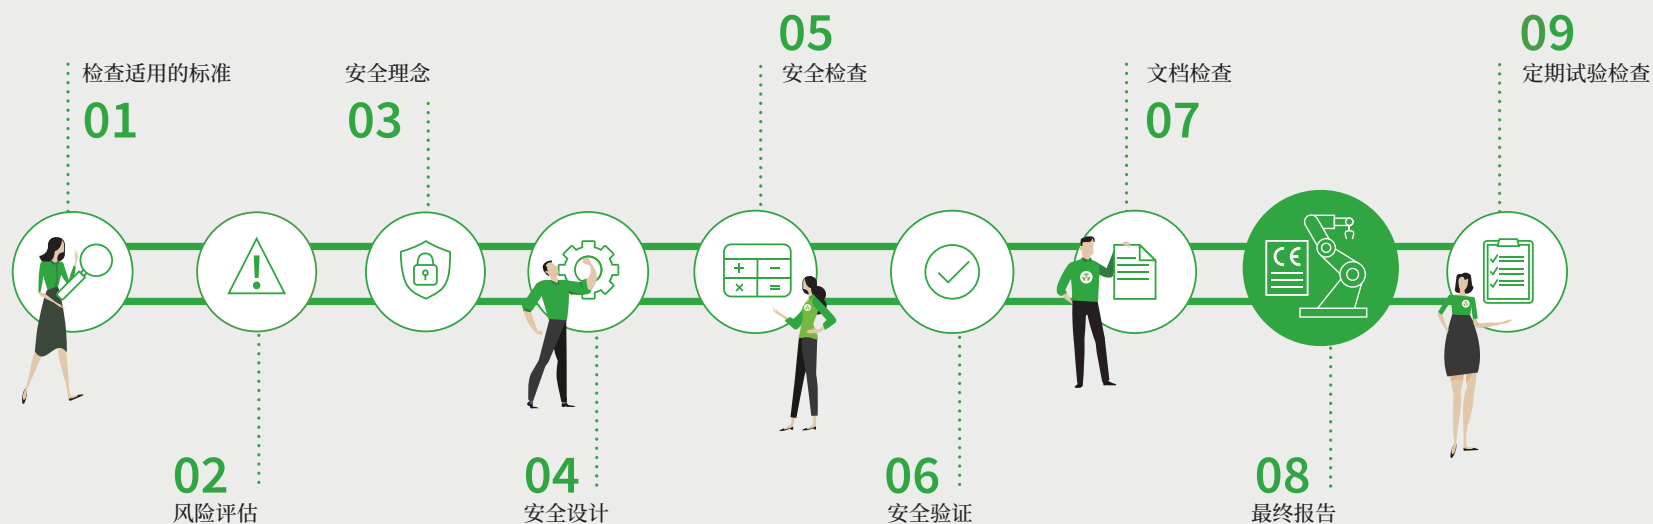 检查适用的标准
01
风险评估
02
安全理念
03
04
安全设计
05
安全检查
06
安全验证
文档检查
07
CE
08
最终报告
09
定期试验检查